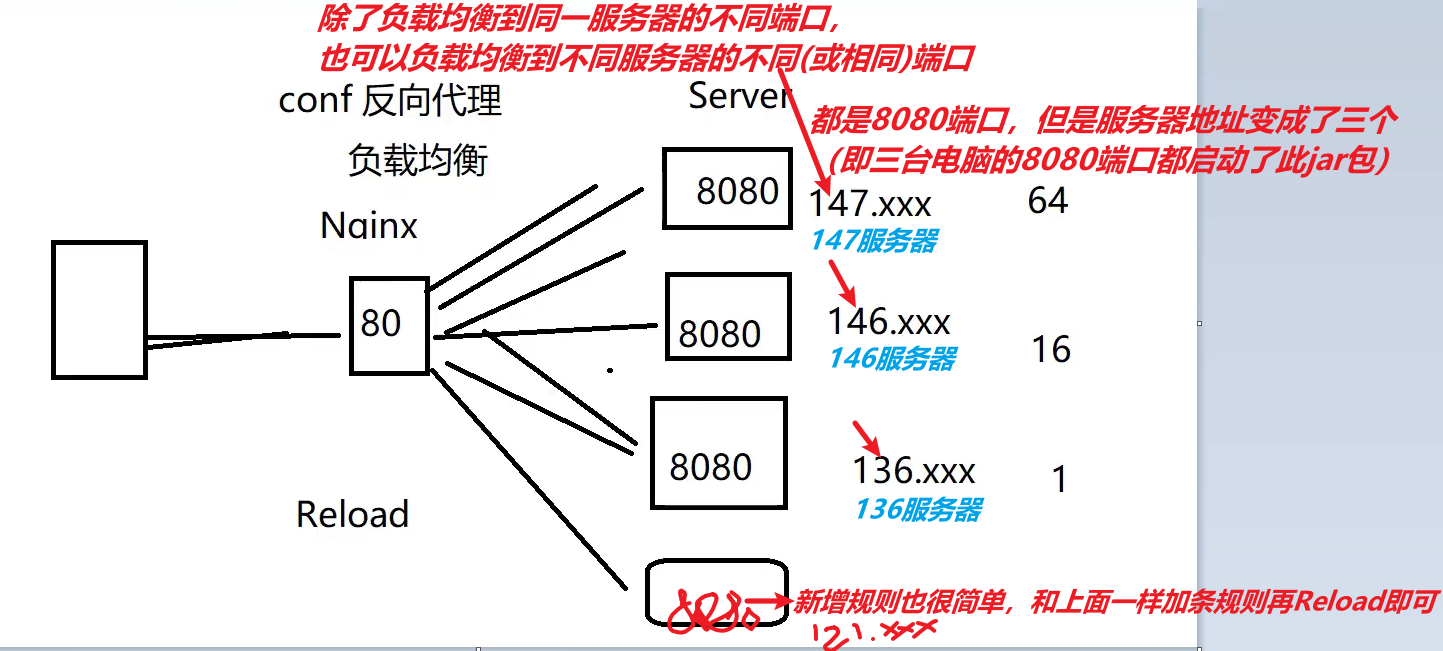 除了负载均衡到同一服务器的不同端口，
也可以负载均衡到不同服务器的不同(或相同)端口
conf 反向代理
Server
都是8080端口，但是服务器地址变成了三个
（即三台电脑的8080端口都启动了此jar包）
负载均衡
8080
147.xxx
64
147服务器
Nginx
80
8080
146.xxx
146服务器
16
8080
136.xxx
1
136服务器
Reload
8080
新增规则也很简单，和上面一样加条规则再Reload即可
121.xxx